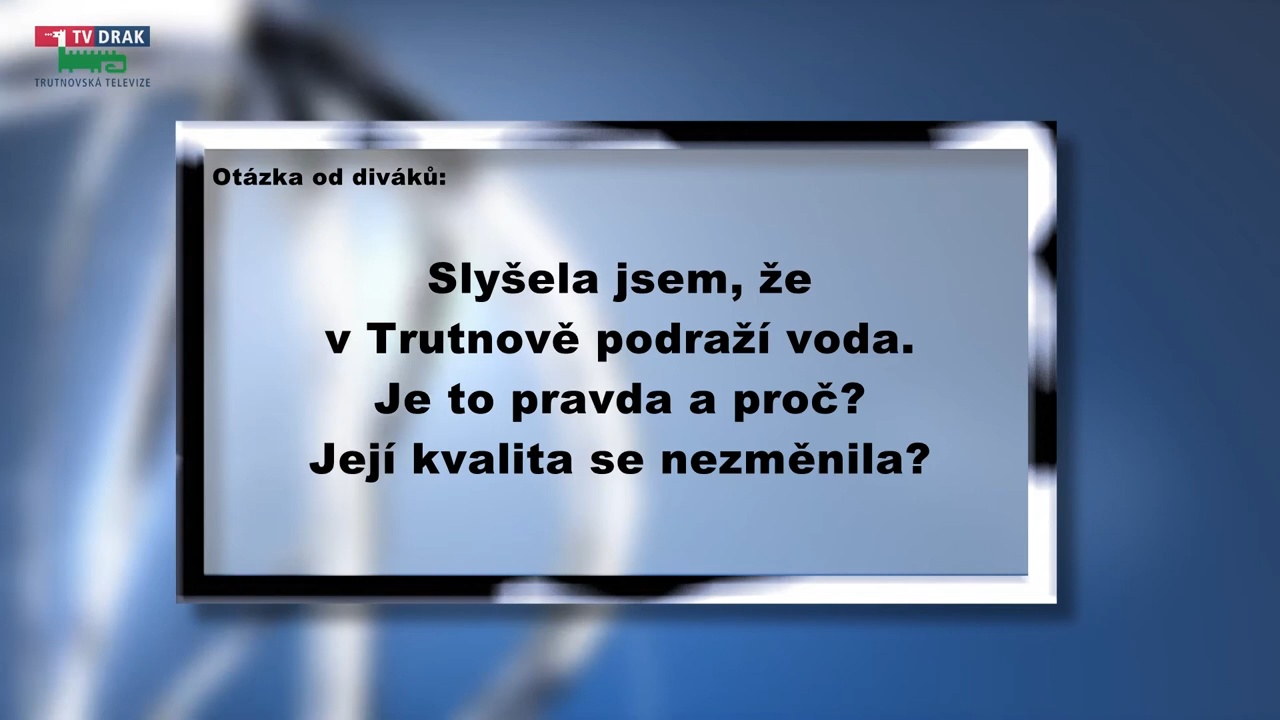 TV DRAK
TRUTNOVSKÁ TELEVIZE
Otázka od diváků:
Slyšela jsem, že
v Trutnově podraží voda.
Je to pravda a proč?
Její kvalita se nezměnila?